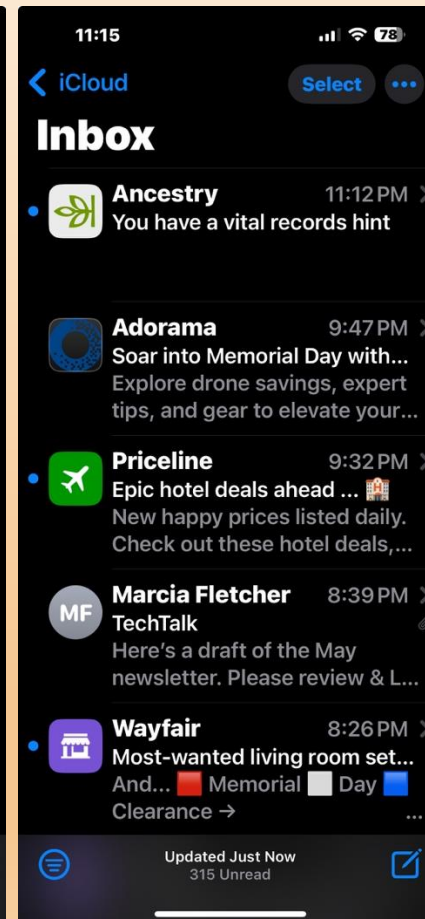 11:15
78
iCloud
Select
Inbox
Ancestry 11:12 PM
You have a vital records hint
Adorama 9:47 PM
Soar into Memorial Day with...
Explore drone savings, expert
tips, and gear to elevate your...
Priceline 9:32 PM
Epic hotel deals ahead ... 🏨
New happy prices listed daily.
Check out these hotel deals,...
MF
Marcia Fletcher 8:39 PM
TechTalk
Here's a draft of the May
newsletter. Please review & L...
Wayfair 8:26 PM
Most-wanted living room set...
And... 🟥 Memorial ⬜ Day 🟦
Clearance → ...
Updated Just Now
315 Unread